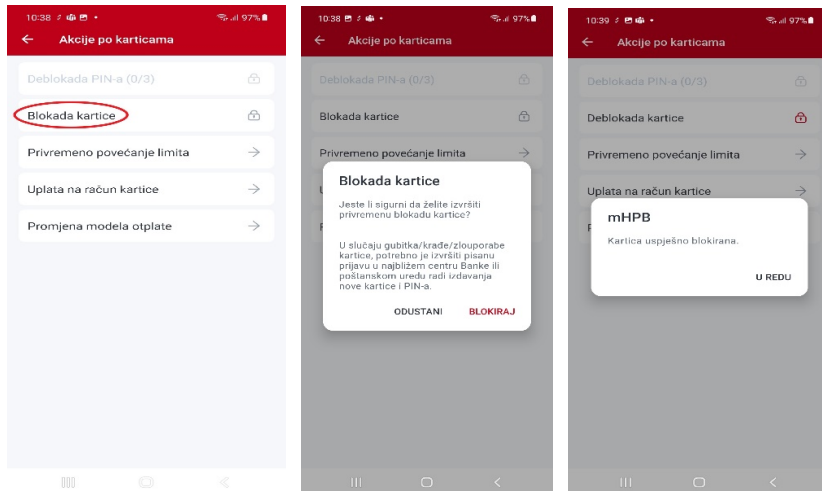 10:38
97%
Akcije po karticama
Deblokada PIN-a (0/3)
Blokada kartice
Privremeno povećanje limita
Uplata na račun kartice
Promjena modela otplate
10:38
97%
Akcije po karticama
Deblokada PIN-a (0/3)
Blokada kartice
Privremeno povećanje limita
Blokada kartice
Jeste li sigurni da želite izvršiti
privremenu blokadu kartice?
U slučaju gubitka/krađe/zlouporabe
kartice, potrebno je izvršiti pisanu
prijavu u najbližem centru Banke ili
poštanskom uredu radi izdavanja
nove kartice i PIN-a.
ODUSTANI BLOKIRAJ
10:39
97%
Akcije po karticama
Deblokada PIN-a (0/3)
Deblokada kartice
Privremeno povećanje limita
Uplata na račun kartice
mHPB
Kartica uspješno blokirana.
U REDU